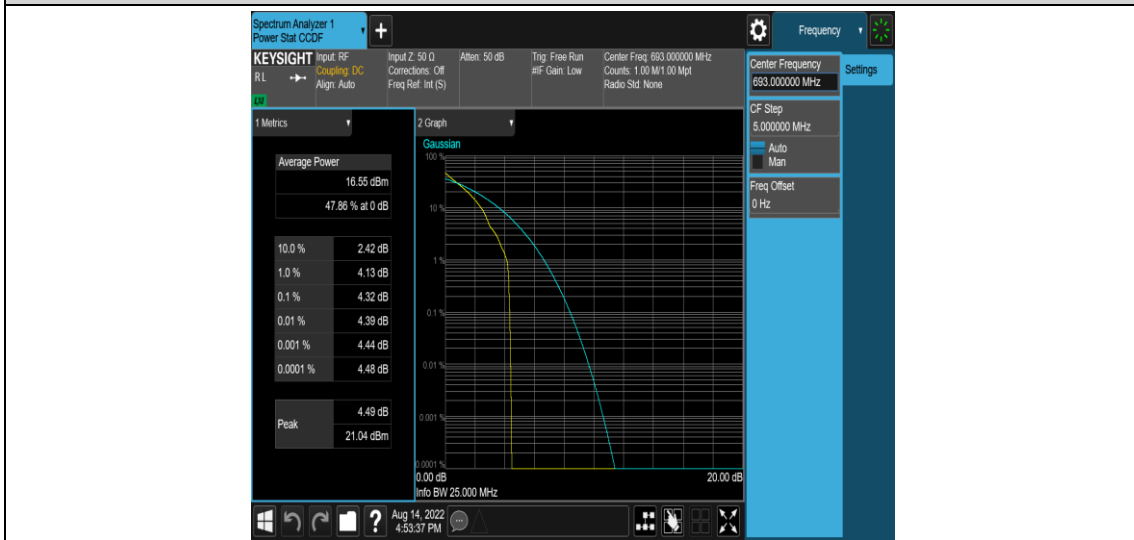 Spectrum Analyzer 1
Power Stat CCDF
+
Frequency
KEYSIGHT
RL
LXI
Input: RF
Coupling: DC
Align: Auto
Input Z: 50 Ω
Corrections: Off
Freq Ref: Int (S)
Atten: 50 dB
Trig: Free Run
#IF Gain: Low
Center Freq: 693.000000 MHz
Counts: 1.00 M/1.00 Mpt
Radio Std: None
Center Frequency
693.000000 MHz
Settings
CF Step
5.000000 MHz
Auto
Man
Freq Offset
0 Hz
1 Metrics
Average Power
16.55 dBm
47.86 % at 0 dB
10.0 % 2.42 dB
1.0 % 4.13 dB
0.1 % 4.32 dB
0.01 % 4.39 dB
0.001 % 4.44 dB
0.0001 % 4.48 dB
Peak
4.49 dB
21.04 dBm
2 Graph
Gaussian
100 %
10 %
1 %
0.1 %
0.01 %
0.001 %
0.0001 %
0.00 dB 20.00 dB
Info BW 25.000 MHz
?
Aug 14, 2022
4:53:37 PM